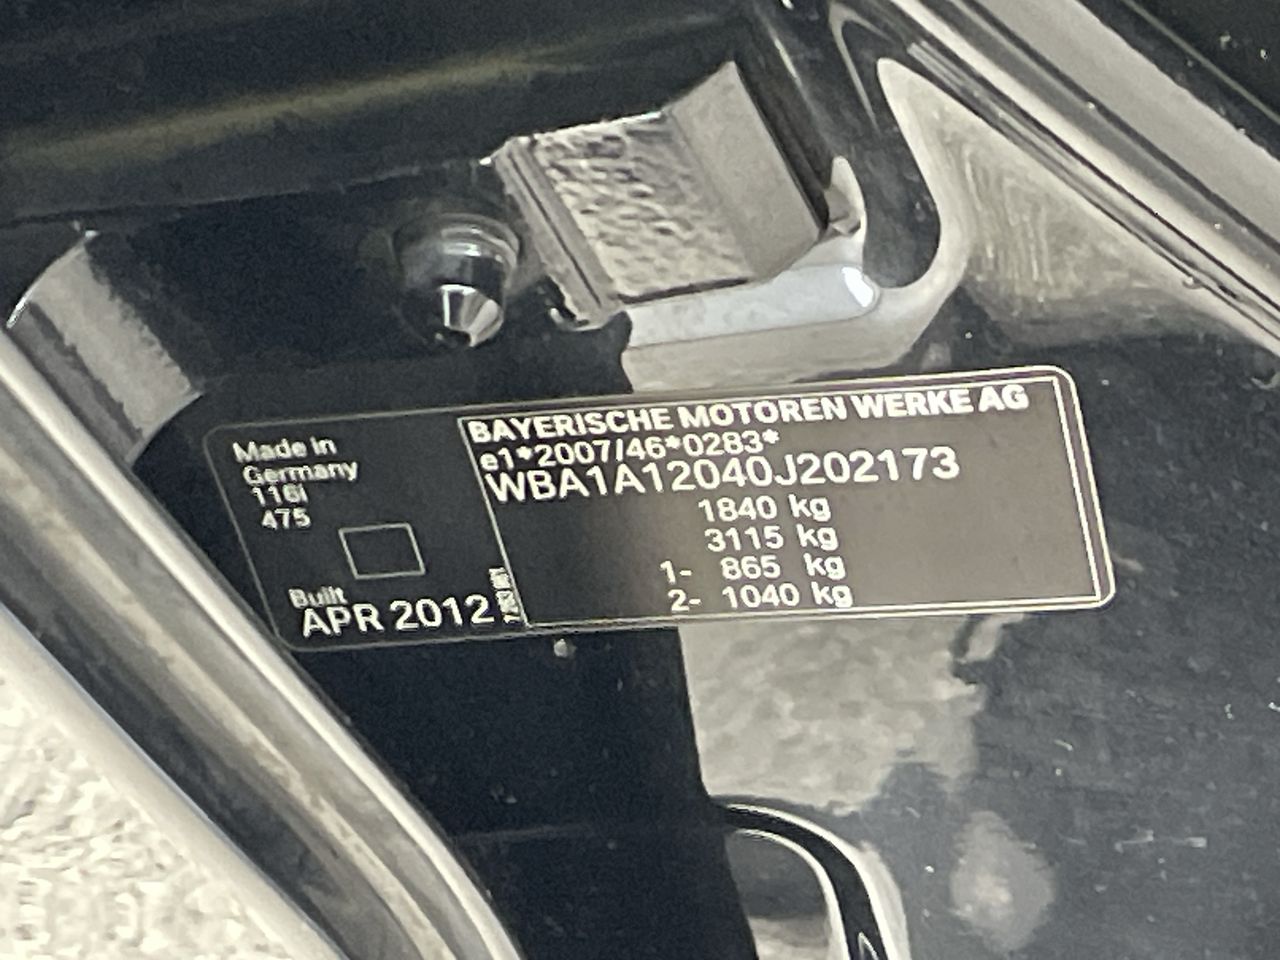 Made in
Germany
116i
475
Built
APR 2012
BAYERISCHE MOTOREN WERKE AG
e1*2007/46*0283*
WBA1A12040J202173
1840 kg
3115 kg
1- 865 kg
2- 1040 kg